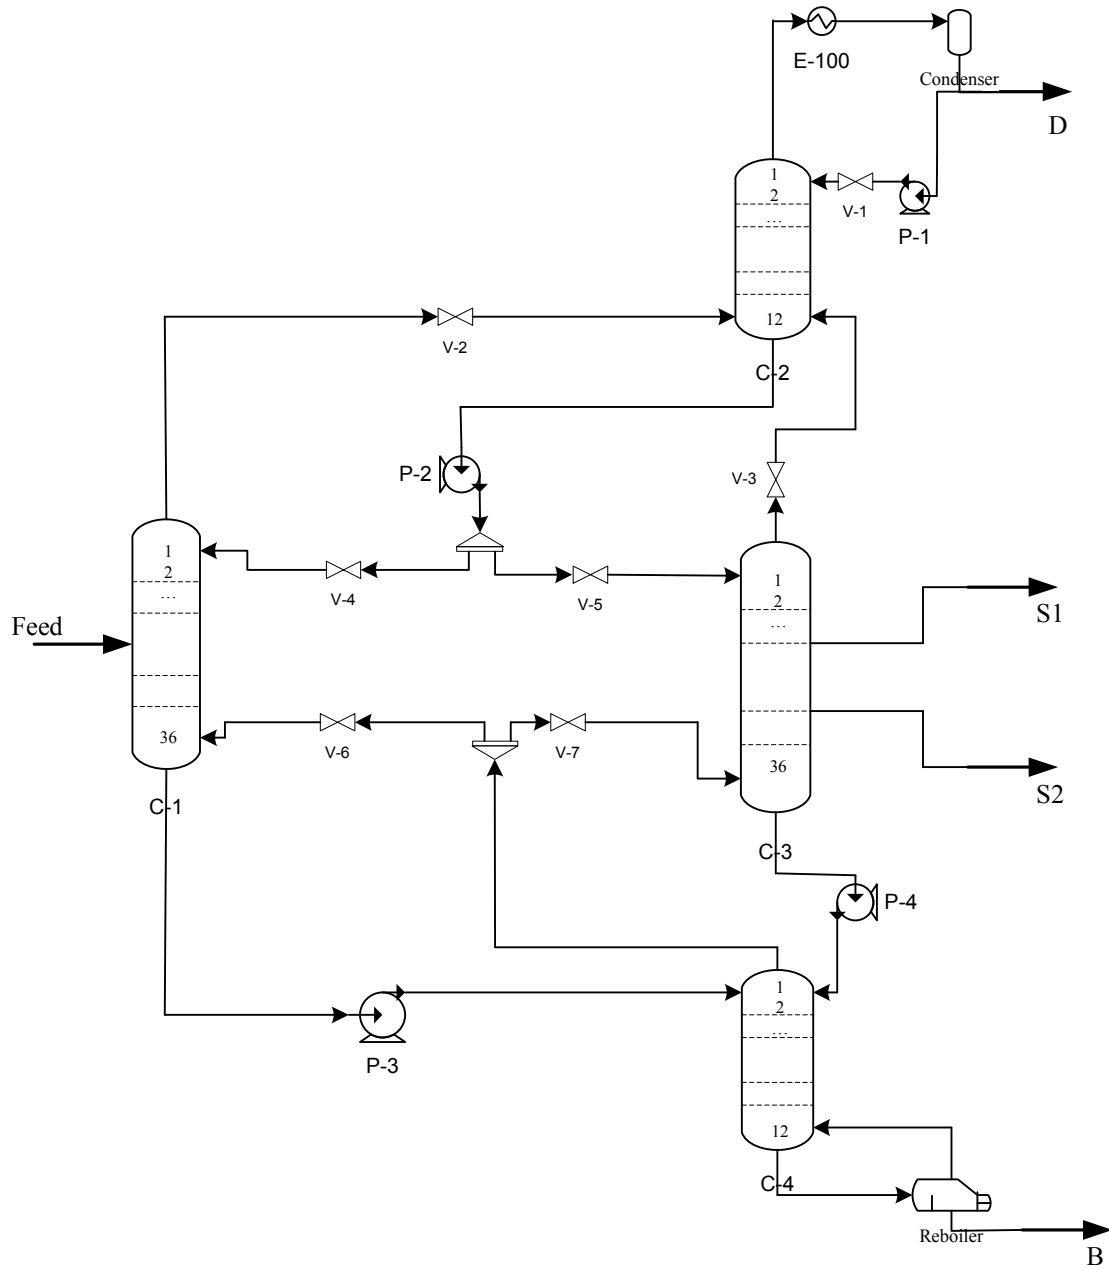 E-100
Condenser
D
1
2
...
V-1
P-1
12
V-2
C-2
P-2
V-3
1
2
...
V-4
V-5
1
2
...
S1
Feed
36
V-6
V-7
36
S2
C-1
C-3
P-4
1
2
...
P-3
12
C-4
Reboiler
B